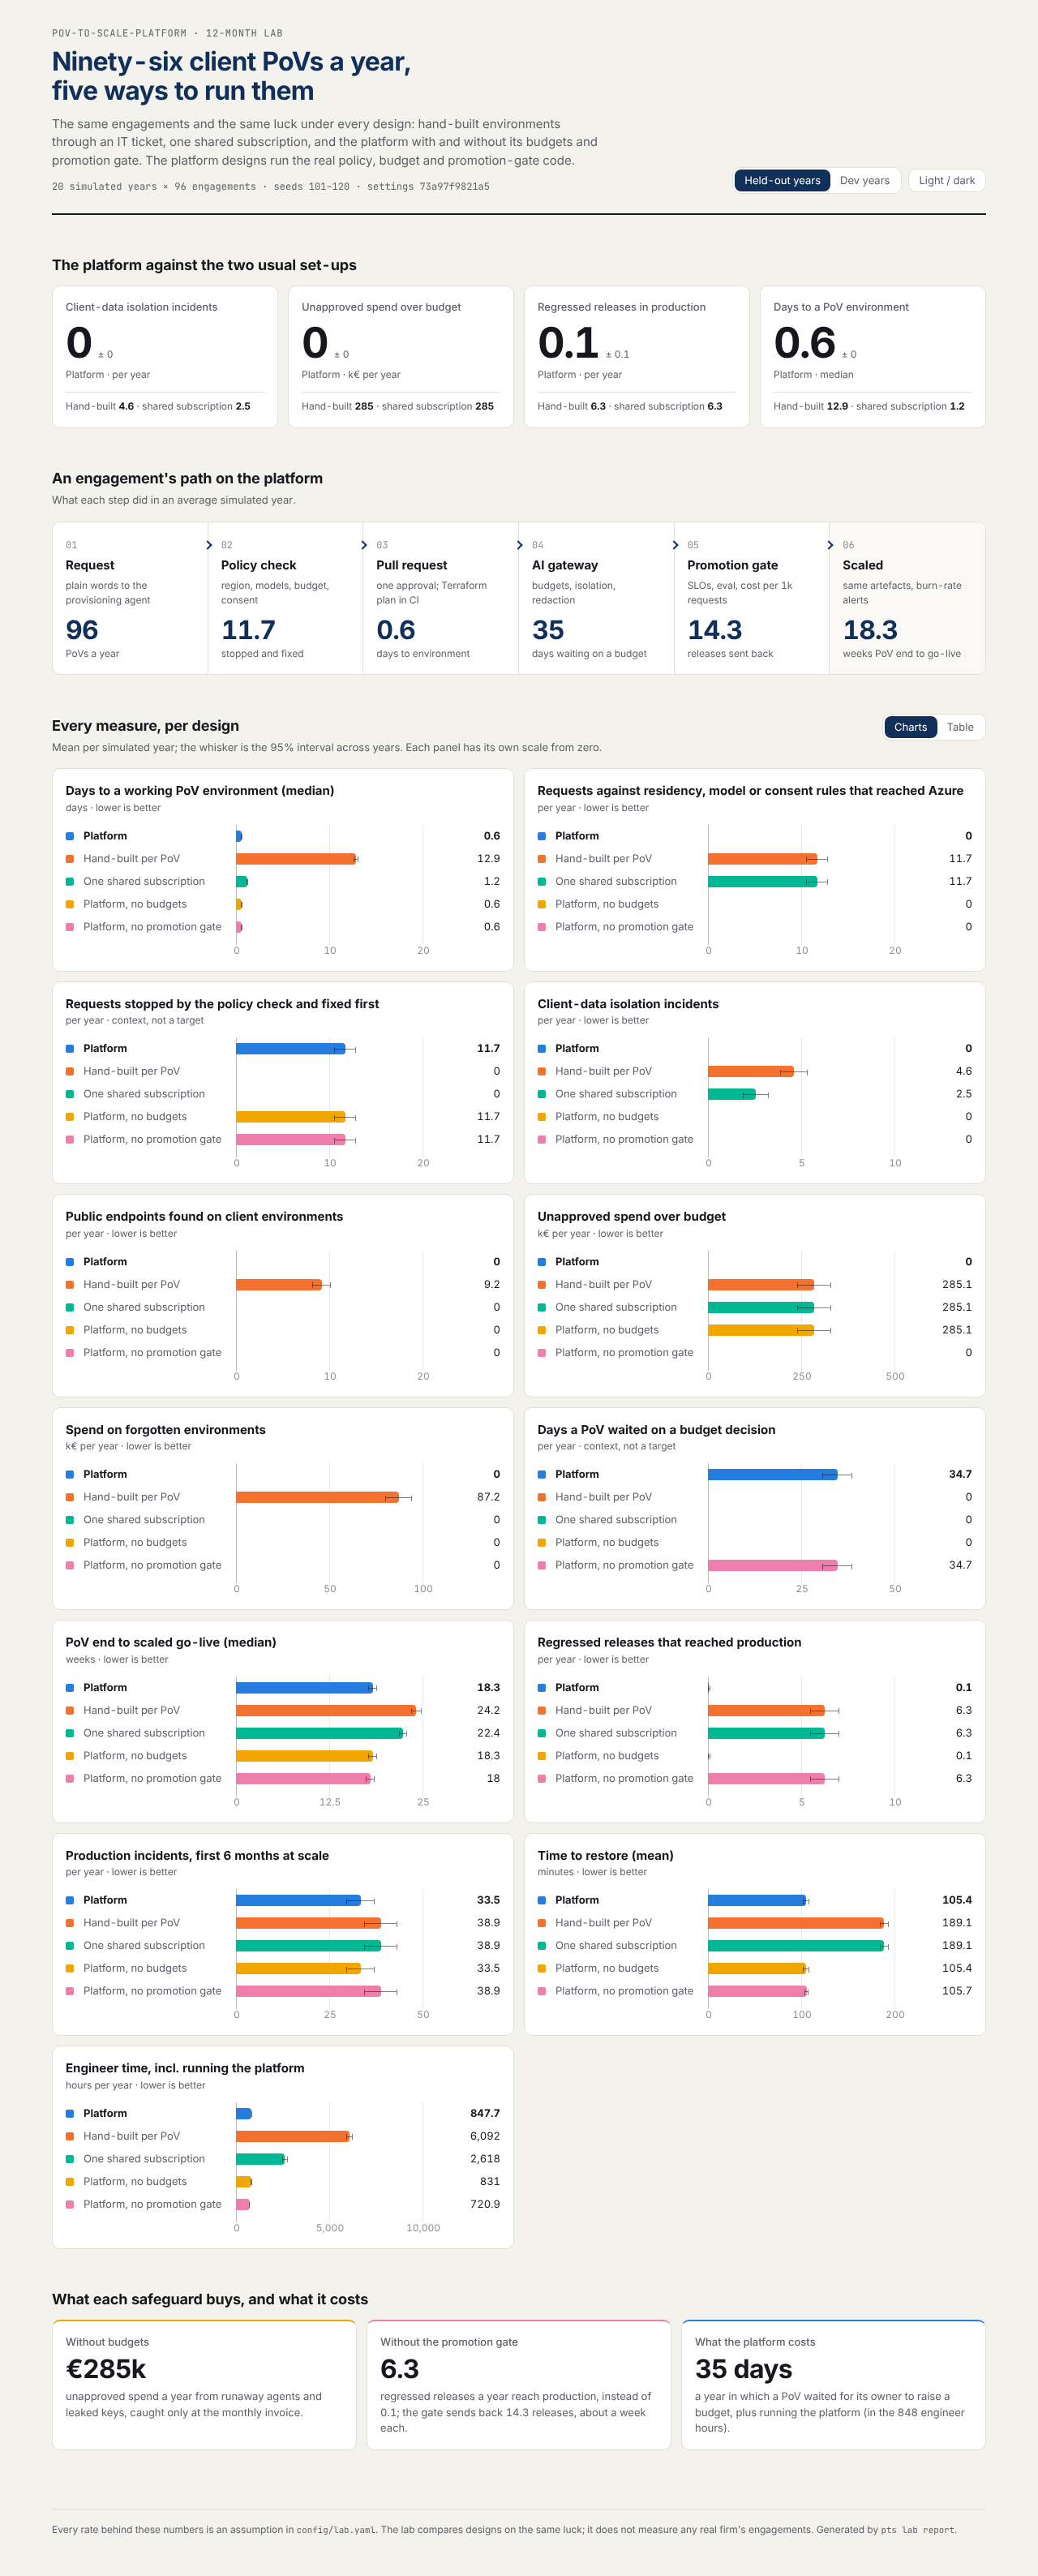 POV-TO-SCALE-PLATFORM · 12-MONTH LAB
Ninety-six client PoVs a year,
five ways to run them
The same engagements and the same luck under every design: hand-built environments
through an IT ticket, one shared subscription, and the platform with and without its budgets and
promotion gate. The platform designs run the real policy, budget and promotion-gate code.
20 simulated years × 96 engagements · seeds 101–120 · settings 73a97f9821a5
Held-out years
Dev years
Light / dark
The platform against the two usual set-ups
Client-data isolation incidents
0 ± 0
Platform · per year
Hand-built 4.6 · shared subscription 2.5
Unapproved spend over budget
0 ± 0
Platform · k€ per year
Hand-built 285 · shared subscription 285
Regressed releases in production
0.1 ± 0.1
Platform · per year
Hand-built 6.3 · shared subscription 6.3
Days to a PoV environment
0.6 ± 0
Platform · median
Hand-built 12.9 · shared subscription 1.2
An engagement's path on the platform
What each step did in an average simulated year.
01
Request
plain words to the
provisioning agent
96
PoVs a year
02
Policy check
region, models, budget,
consent
11.7
stopped and fixed
03
Pull request
one approval; Terraform
plan in CI
0.6
days to environment
04
AI gateway
budgets, isolation,
redaction
35
days waiting on a budget
05
Promotion gate
SLOs, eval, cost per 1k
requests
14.3
releases sent back
06
Scaled
same artefacts, burn-rate
alerts
18.3
weeks PoV end to go-live
Every measure, per design
Mean per simulated year; the whisker is the 95% interval across years. Each panel has its own scale from zero.
Charts
Table
Days to a working PoV environment (median)
days · lower is better
Platform 0.6
Hand-built per PoV 12.9
One shared subscription 1.2
Platform, no budgets 0.6
Platform, no promotion gate 0.6
0 10 20
Requests against residency, model or consent rules that reached Azure
per year · lower is better
Platform 0
Hand-built per PoV 11.7
One shared subscription 11.7
Platform, no budgets 0
Platform, no promotion gate 0
0 10 20
Requests stopped by the policy check and fixed first
per year · context, not a target
Platform 11.7
Hand-built per PoV 0
One shared subscription 0
Platform, no budgets 11.7
Platform, no promotion gate 11.7
0 10 20
Client-data isolation incidents
per year · lower is better
Platform 0
Hand-built per PoV 4.6
One shared subscription 2.5
Platform, no budgets 0
Platform, no promotion gate 0
0 5 10
Public endpoints found on client environments
per year · lower is better
Platform 0
Hand-built per PoV 9.2
One shared subscription 0
Platform, no budgets 0
Platform, no promotion gate 0
0 10 20
Unapproved spend over budget
k€ per year · lower is better
Platform 0
Hand-built per PoV 285.1
One shared subscription 285.1
Platform, no budgets 285.1
Platform, no promotion gate 0
0 250 500
Spend on forgotten environments
k€ per year · lower is better
Platform 0
Hand-built per PoV 87.2
One shared subscription 0
Platform, no budgets 0
Platform, no promotion gate 0
0 50 100
Days a PoV waited on a budget decision
per year · context, not a target
Platform 34.7
Hand-built per PoV 0
One shared subscription 0
Platform, no budgets 0
Platform, no promotion gate 34.7
0 25 50
PoV end to scaled go-live (median)
weeks · lower is better
Platform 18.3
Hand-built per PoV 24.2
One shared subscription 22.4
Platform, no budgets 18.3
Platform, no promotion gate 18
0 12.5 25
Regressed releases that reached production
per year · lower is better
Platform 0.1
Hand-built per PoV 6.3
One shared subscription 6.3
Platform, no budgets 0.1
Platform, no promotion gate 6.3
0 5 10
Production incidents, first 6 months at scale
per year · lower is better
Platform 33.5
Hand-built per PoV 38.9
One shared subscription 38.9
Platform, no budgets 33.5
Platform, no promotion gate 38.9
0 25 50
Time to restore (mean)
minutes · lower is better
Platform 105.4
Hand-built per PoV 189.1
One shared subscription 189.1
Platform, no budgets 105.4
Platform, no promotion gate 105.7
0 100 200
Engineer time, incl. running the platform
hours per year · lower is better
Platform 847.7
Hand-built per PoV 6,092
One shared subscription 2,618
Platform, no budgets 831
Platform, no promotion gate 720.9
0 5,000 10,000
What each safeguard buys, and what it costs
Without budgets
€285k
unapproved spend a year from runaway agents and
leaked keys, caught only at the monthly invoice.
Without the promotion gate
6.3
regressed releases a year reach production, instead of
0.1; the gate sends back 14.3 releases, about a week
each.
What the platform costs
35 days
a year in which a PoV waited for its owner to raise a
budget, plus running the platform (in the 848 engineer
hours).
Every rate behind these numbers is an assumption in config/lab.yaml. The lab compares designs on the same luck; it does not measure any real firm's engagements. Generated by pts lab report.